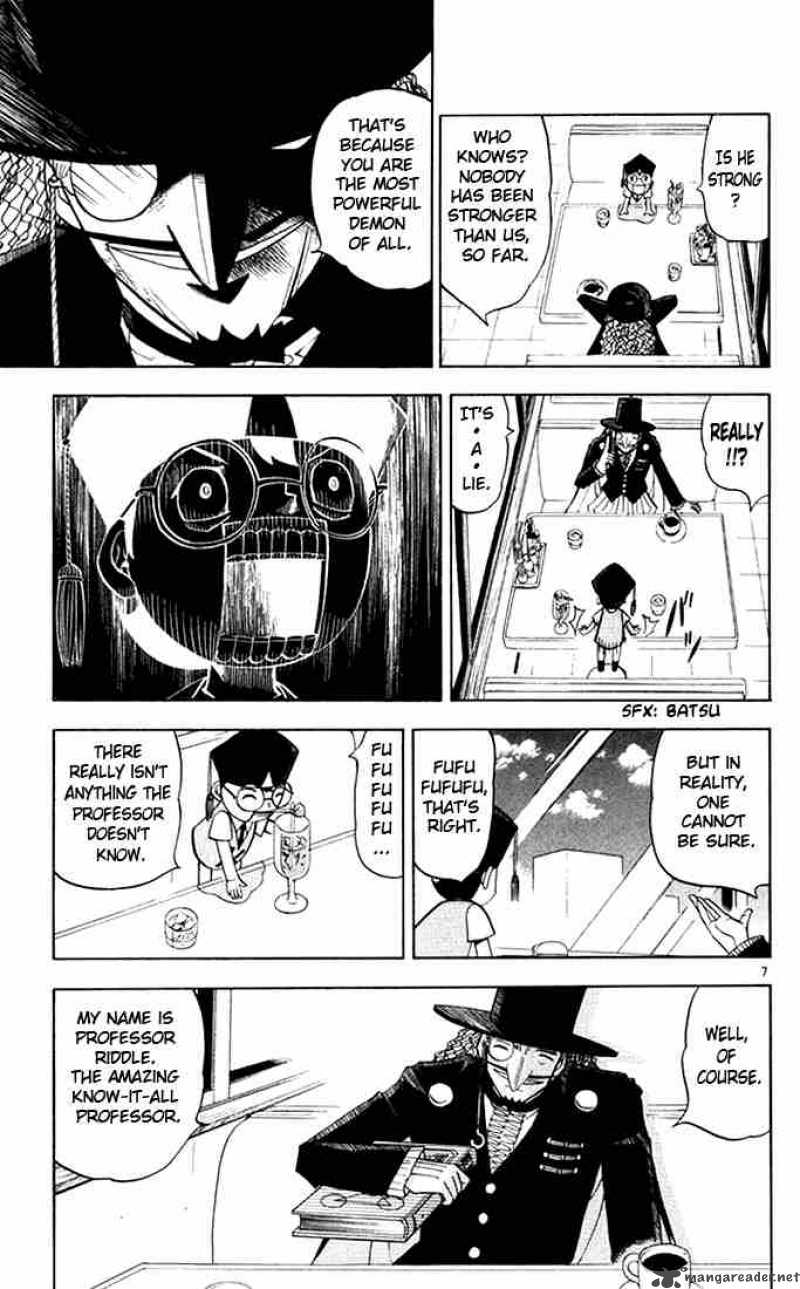 IS HE
STRONG
?
WHO
KNOWS?
NOBODY
HAS BEEN
STRONGER
THAN US,
SO FAR.
THAT'S
BECAUSE
YOU ARE
THE MOST
POWERFUL
DEMON
OF ALL.
REALLY
!!?
IT'S
•
A
•
LIE.
SFX: BATSU
BUT IN
REALITY,
ONE
CANNOT
BE SURE.
FUFU
FUFUFU,
THAT'S
RIGHT.
FU
FU
FU
FU
FU
...
THERE
REALLY ISN'T
ANYTHING THE
PROFESSOR
DOESN'T
KNOW.
7
WELL,
OF
COURSE.
MY NAME IS
PROFESSOR
RIDDLE.
THE AMAZING
KNOW-IT-ALL
PROFESSOR.
mangareader.net